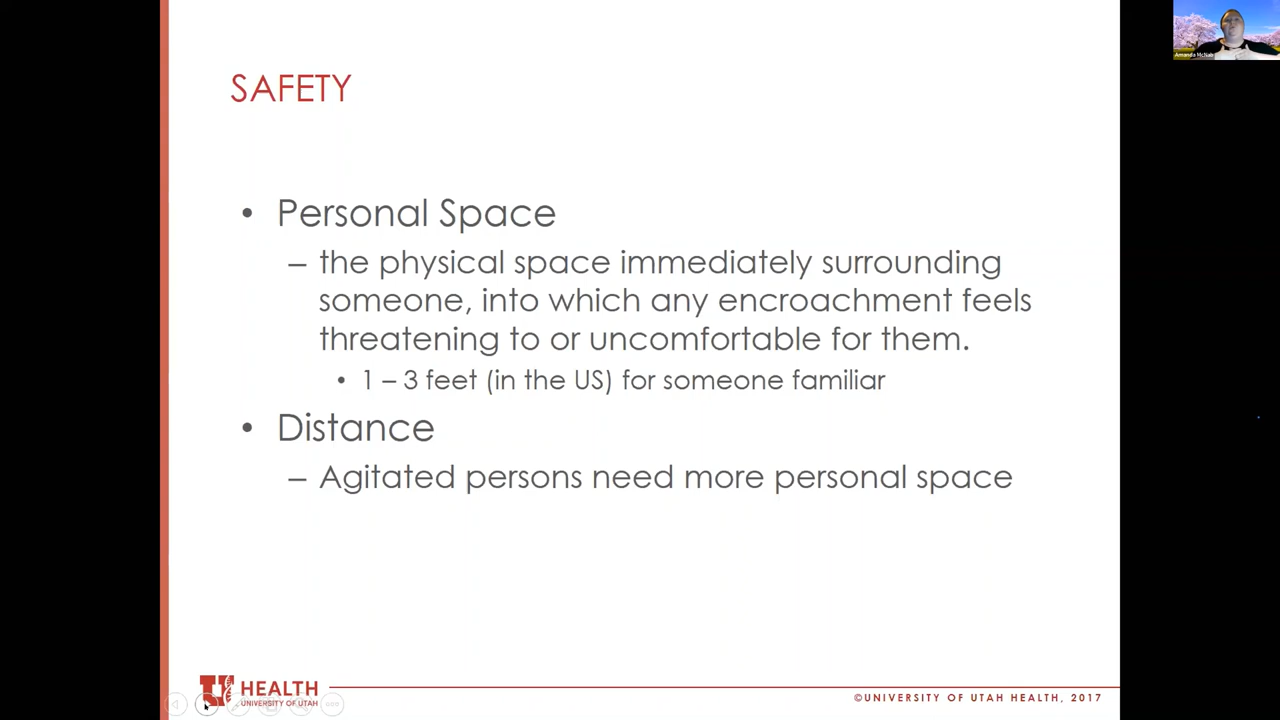 Amanda McNab
SAFETY
• Personal Space
– the physical space immediately surrounding
someone, into which any encroachment feels
threatening to or uncomfortable for them.
• 1 – 3 feet (in the US) for someone familiar
• Distance
– Agitated persons need more personal space
U HEALTH
UNIVERSITY OF UTAH
©UNIVERSITY OF UTAH HEALTH, 2017